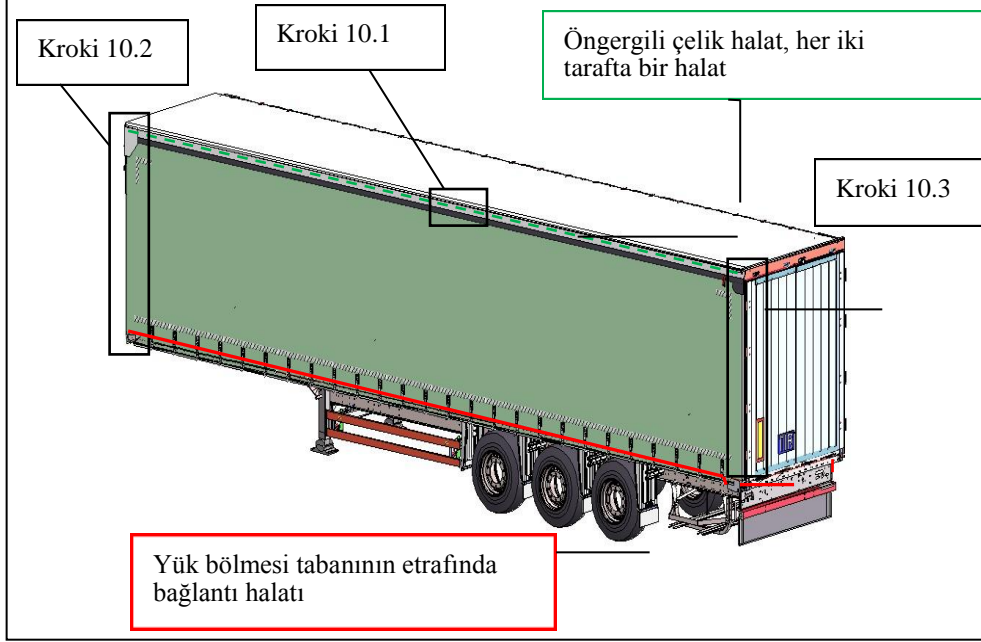 Kroki 10.2
Kroki 10.1
Öngergili çelik halat, her iki
tarafta bir halat
Kroki 10.3
Yük bölmesi tabanının etrafında
bağlantı halatı